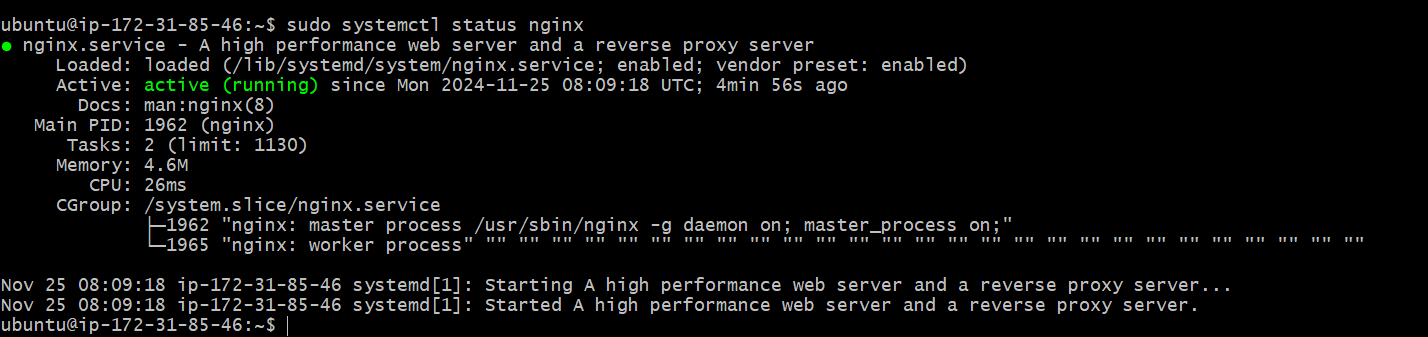 ubuntu@ip-172-31-85-46:~$ sudo systemctl status nginx
● nginx.service - A high performance web server and a reverse proxy server
     Loaded: loaded (/lib/systemd/system/nginx.service; enabled; vendor preset: enabled)
     Active: active (running) since Mon 2024-11-25 08:09:18 UTC; 4min 56s ago
       Docs: man:nginx(8)
   Main PID: 1962 (nginx)
      Tasks: 2 (limit: 1130)
     Memory: 4.6M
        CPU: 26ms
     CGroup: /system.slice/nginx.service
             ├─1962 "nginx: master process /usr/sbin/nginx -g daemon on; master_process on;"
             └─1965 "nginx: worker process" "" "" "" "" "" "" "" "" "" "" "" "" "" "" "" "" "" "" "" "" "" "" "" "" "" "" ""

Nov 25 08:09:18 ip-172-31-85-46 systemd[1]: Starting A high performance web server and a reverse proxy server...
Nov 25 08:09:18 ip-172-31-85-46 systemd[1]: Started A high performance web server and a reverse proxy server.
ubuntu@ip-172-31-85-46:~$